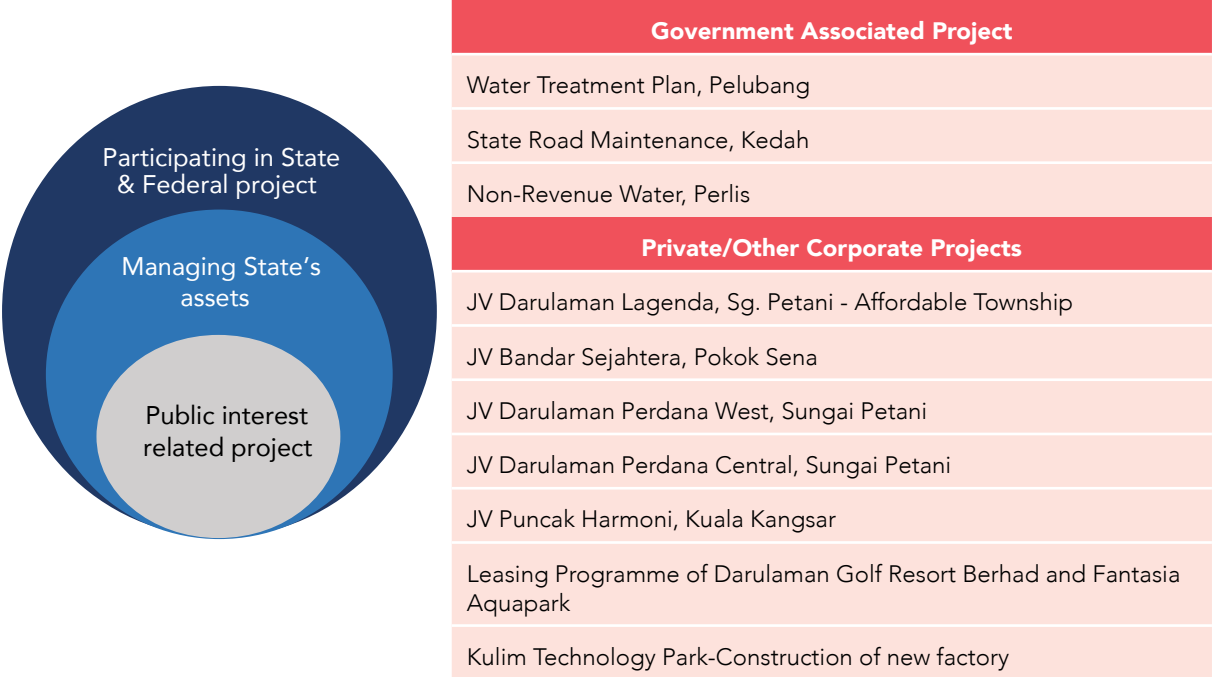 Participating in State
& Federal project
Managing State's
assets
Public interest
related project
Government Associated Project
Water Treatment Plan, Pelubang
State Road Maintenance, Kedah
Non-Revenue Water, Perlis
Private/Other Corporate Projects
JV Darulaman Lagenda, Sg. Petani - Affordable Township
JV Bandar Sejahtera, Pokok Sena
JV Darulaman Perdana West, Sungai Petani
JV Darulaman Perdana Central, Sungai Petani
JV Puncak Harmoni, Kuala Kangsar
Leasing Programme of Darulaman Golf Resort Berhad and Fantasia
Aquapark
Kulim Technology Park-Construction of new factory